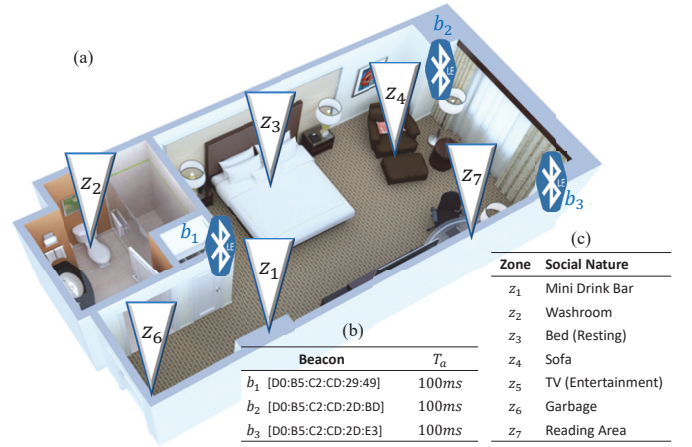 (a)
b₂
LE
z₃
z₄
z₂
z₇
b₁
LE
LE
b₃
z₁
z₆
(b)
Beacon Tₐ
b₁ [D0:B5:C2:CD:29:49] 100ms
b₂ [D0:B5:C2:CD:2D:BD] 100ms
b₃ [D0:B5:C2:CD:2D:E3] 100ms
(c)
Zone Social Nature
z₁ Mini Drink Bar
z₂ Washroom
z₃ Bed (Resting)
z₄ Sofa
z₅ TV (Entertainment)
z₆ Garbage
z₇ Reading Area